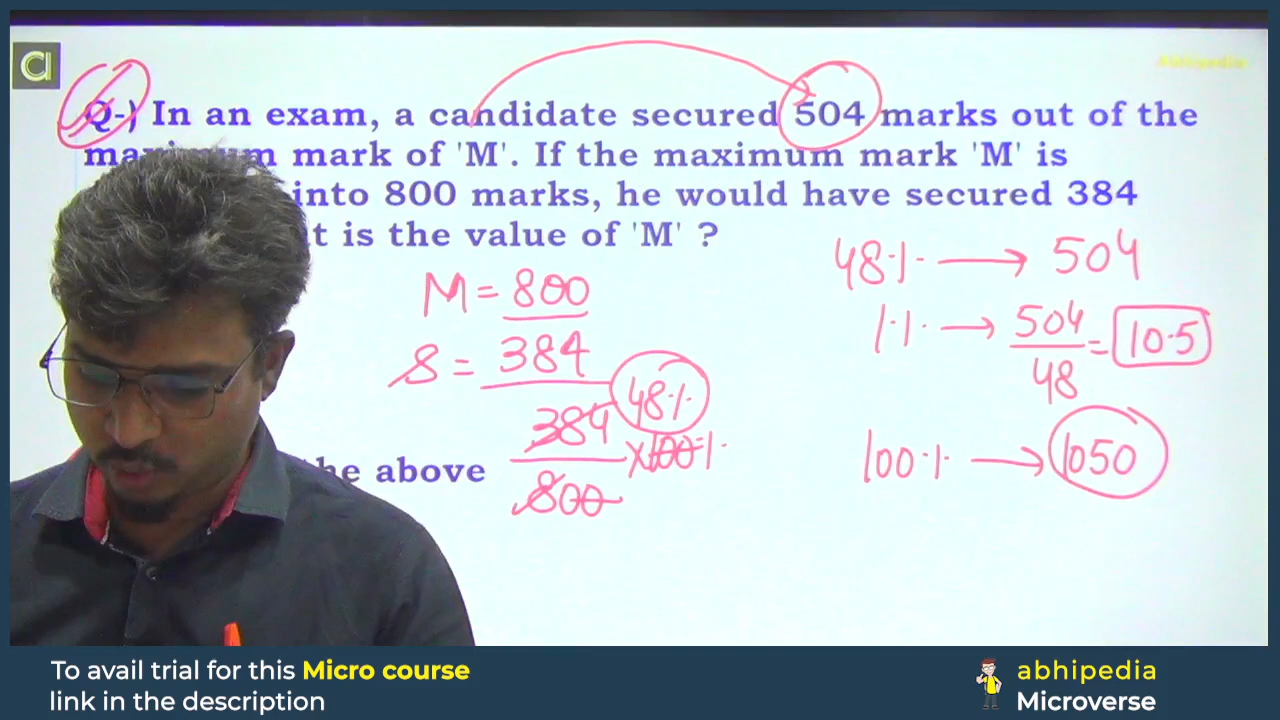 Abhipedia
Q-) In an exam, a candidate secured 504 marks out of the
maximum mark of 'M'. If the maximum mark 'M' is
into 800 marks, he would have secured 384
is the value of 'M' ?
M = 800
S = 384
384/800 × 100 = %
48%
48% → 504
1% → 504/48 = 10.5
100% → 1050
the above
To avail trial for this Micro course
link in the description
abhipedia
Microverse